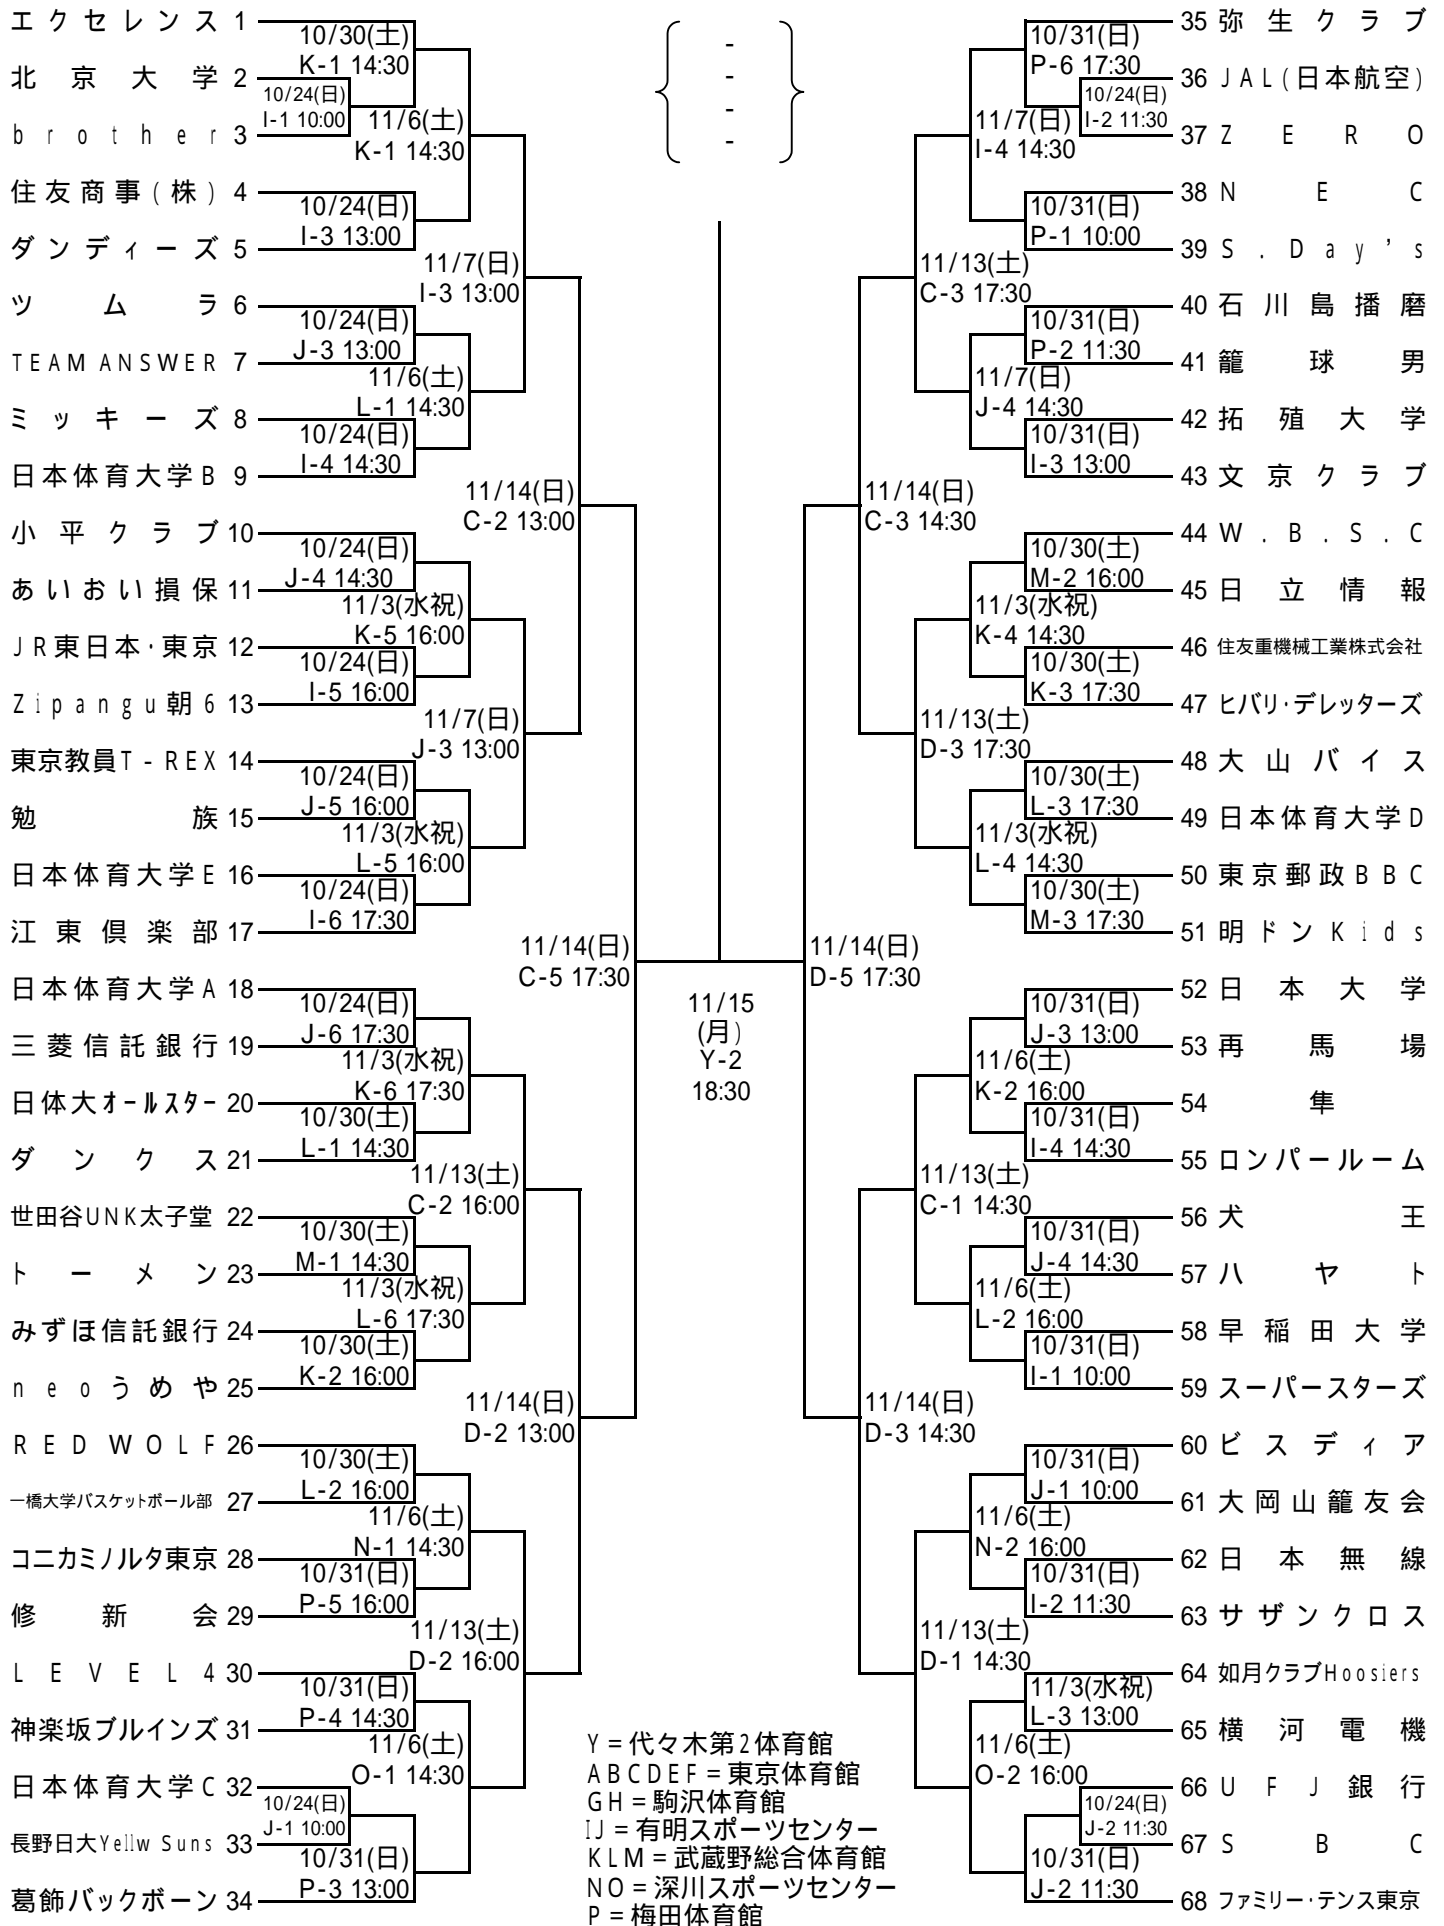 エクセレンス 1
10/30(土)
K-1 14:30
北京大学 2
10/24(日)
I-1 10:00
brother 3
11/6(土)
K-1 14:30
住友商事(株) 4
10/24(日)
I-3 13:00
ダンディーズ 5
11/7(日)
I-3 13:00
ツムラ 6
10/24(日)
J-3 13:00
TEAM ANSWER 7
11/6(土)
L-1 14:30
ミッキーズ 8
10/24(日)
I-4 14:30
日本体育大学B 9
11/14(日)
C-2 13:00
小平クラブ 10
10/24(日)
J-4 14:30
あいおい損保 11
11/3(水祝)
K-5 16:00
JR東日本・東京 12
10/24(日)
I-5 16:00
Zipangu朝6 13
11/7(日)
J-3 13:00
東京教員T-REX 14
10/24(日)
J-5 16:00
勉族 15
11/3(水祝)
L-5 16:00
日本体育大学E 16
10/24(日)
I-6 17:30
江東倶楽部 17
11/14(日)
C-5 17:30
日本体育大学A 18
10/24(日)
J-6 17:30
三菱信託銀行 19
11/3(水祝)
K-6 17:30
日体大オールスター 20
10/30(土)
L-1 14:30
ダンクス 21
11/13(土)
C-2 16:00
世田谷UNK太子堂 22
10/30(土)
M-1 14:30
トーメン 23
11/3(水祝)
L-6 17:30
みずほ信託銀行 24
10/30(土)
K-2 16:00
neoうめや 25
11/14(日)
D-2 13:00
RED WOLF 26
10/30(土)
L-2 16:00
一橋大学バスケットボール部 27
11/6(土)
N-1 14:30
コニカミノルタ東京 28
10/31(日)
P-5 16:00
修新会 29
11/13(土)
D-2 16:00
LEVEL4 30
10/31(日)
P-4 14:30
神楽坂ブルインズ 31
11/6(土)
O-1 14:30
日本体育大学C 32
10/24(日)
J-1 10:00
長野日大Yellw Suns 33
10/31(日)
P-3 13:00
葛飾バックボーン 34
-
-
-
-
11/15
(月)
Y-2
18:30
35 弥生クラブ
10/31(日)
P-6 17:30
36 JAL(日本航空)
10/24(日)
I-2 11:30
37 ZERO
11/7(日)
I-4 14:30
38 NEC
10/31(日)
P-1 10:00
39 S.Day's
11/13(土)
C-3 17:30
40 石川島播磨
10/31(日)
P-2 11:30
41 籠球男
11/7(日)
J-4 14:30
42 拓殖大学
10/31(日)
I-3 13:00
43 文京クラブ
11/14(日)
C-3 14:30
44 W.B.S.C
10/30(土)
M-2 16:00
45 日立情報
11/3(水祝)
K-4 14:30
46 住友重機械工業株式会社
10/30(土)
K-3 17:30
47 ヒバリ・デレッターズ
11/13(土)
D-3 17:30
48 大山バイス
10/30(土)
L-3 17:30
49 日本体育大学D
11/3(水祝)
L-4 14:30
50 東京郵政BBC
10/30(土)
M-3 17:30
51 明ドンKids
11/14(日)
D-5 17:30
52 日本大学
10/31(日)
J-3 13:00
53 再馬場
11/6(土)
K-2 16:00
54 隼
10/31(日)
I-4 14:30
55 ロンパールーム
11/13(土)
C-1 14:30
56 犬王
10/31(日)
J-4 14:30
57 ハヤト
11/6(土)
L-2 16:00
58 早稲田大学
10/31(日)
I-1 10:00
59 スーパースターズ
11/14(日)
D-3 14:30
60 ビスディア
10/31(日)
J-1 10:00
61 大岡山籠友会
11/6(土)
N-2 16:00
62 日本無線
10/31(日)
I-2 11:30
63 サザンクロス
11/13(土)
D-1 14:30
64 如月クラブHoosiers
11/3(水祝)
L-3 13:00
65 横河電機
11/6(土)
O-2 16:00
66 UFJ銀行
10/24(日)
J-2 11:30
67 SBC
10/31(日)
J-2 11:30
68 ファミリー・テンス東京
Y=代々木第2体育館
ABCDEF=東京体育館
GH=駒沢体育館
IJ=有明スポーツセンター
KLM=武蔵野総合体育館
NO=深川スポーツセンター
P=梅田体育館